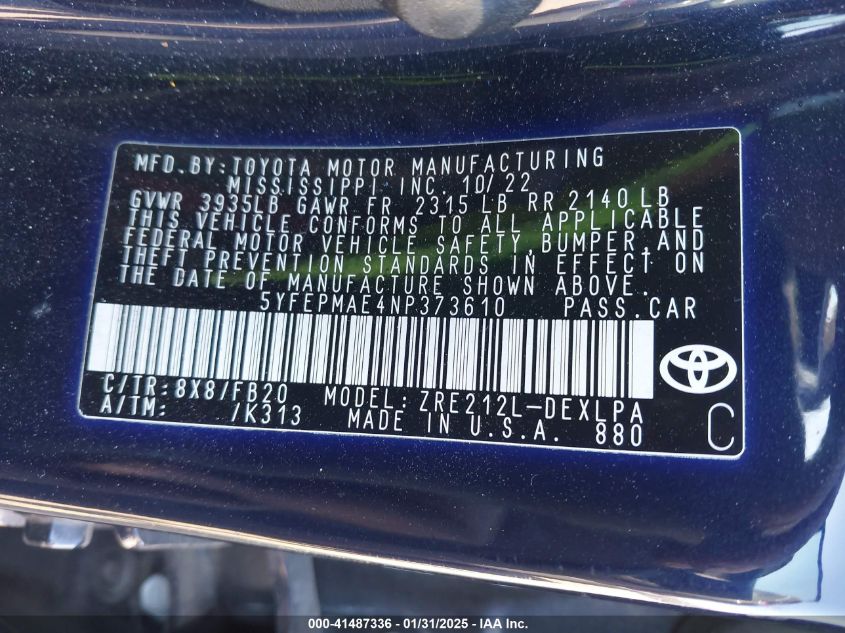 MFD. BY: TOYOTA MOTOR MANUFACTURING
MISSISSIPPI INC. 10/22
GVWR 3935LB GAWR FR 2315 LB RR 2140 LB
THIS VEHICLE CONFORMS TO ALL APPLICABLE
FEDERAL MOTOR VEHICLE SAFETY, BUMPER, AND
THEFT PREVENTION STANDARDS IN EFFECT ON
THE DATE OF MANUFACTURE SHOWN ABOVE.
5YFEPMAE4NP373610 PASS. CAR
C/TR: 8X8/FB20 MODEL: ZRE212L-DEXLPA
A/TM: /K313 MADE IN U.S.A. 880
C
000-41487336 - 01/31/2025 - IAA Inc.